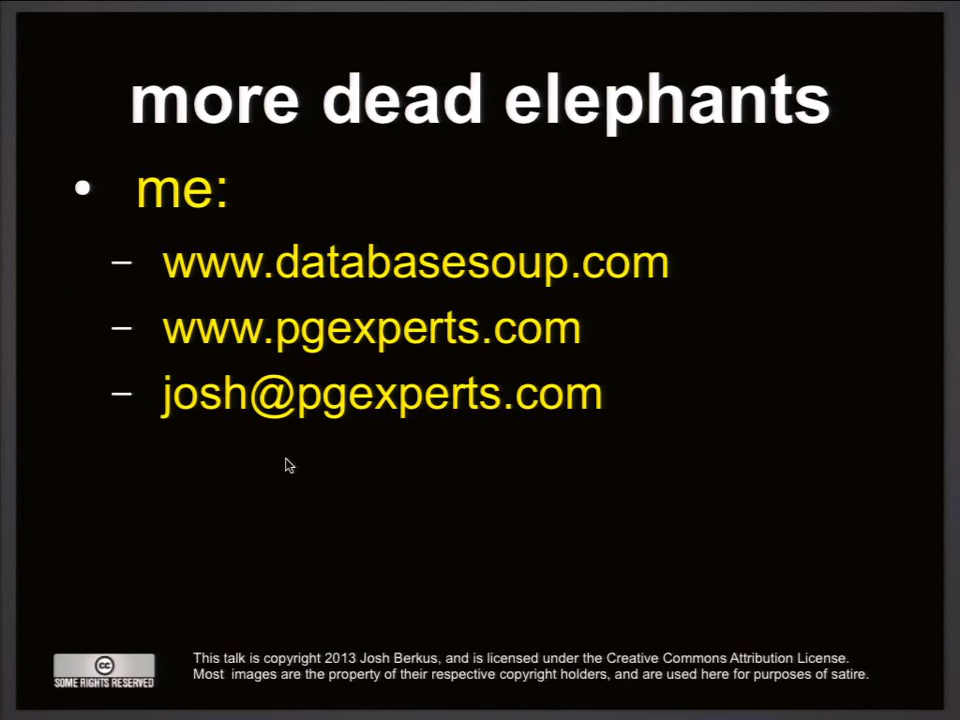 more dead elephants
• me:
– www.databasesoup.com
– www.pgexperts.com
– josh@pgexperts.com
cc
SOME RIGHTS RESERVED
This talk is copyright 2013 Josh Berkus, and is licensed under the Creative Commons Attribution License.
Most images are the property of their respective copyright holders, and are used here for purposes of satire.